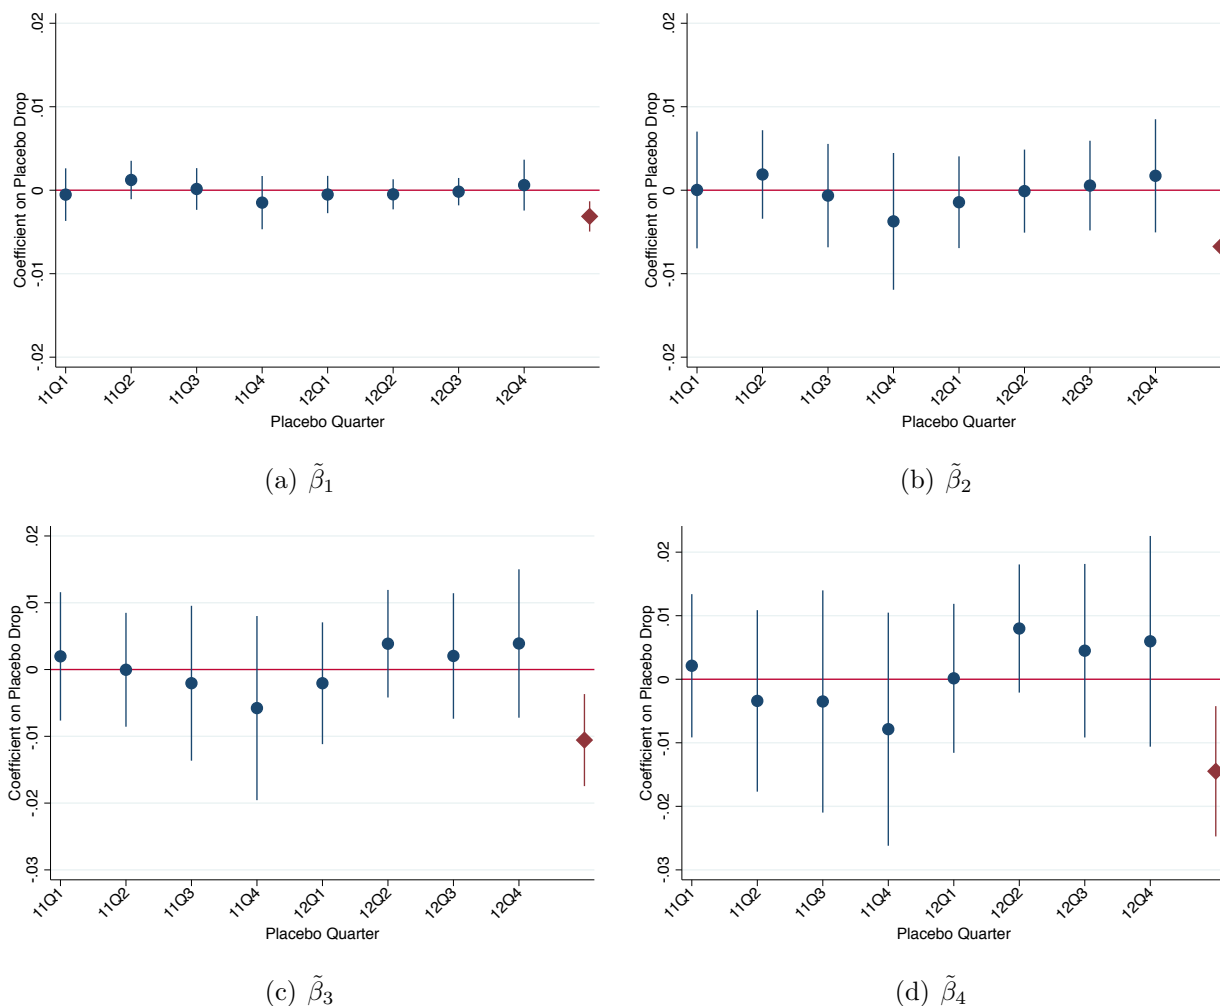 Coefficient on Placebo Drop
.02
.01
0
-.01
-.02
11Q1 11Q2 11Q3 11Q4 12Q1 12Q2 12Q3 12Q4
Placebo Quarter
(a) β̃₁
Coefficient on Placebo Drop
.02
.01
0
-.01
-.02
11Q1 11Q2 11Q3 11Q4 12Q1 12Q2 12Q3 12Q4
Placebo Quarter
(b) β̃₂
Coefficient on Placebo Drop
.02
.01
0
-.01
-.02
-.03
11Q1 11Q2 11Q3 11Q4 12Q1 12Q2 12Q3 12Q4
Placebo Quarter
(c) β̃₃
Coefficient on Placebo Drop
.02
.01
0
-.01
-.02
-.03
11Q1 11Q2 11Q3 11Q4 12Q1 12Q2 12Q3 12Q4
Placebo Quarter
(d) β̃₄